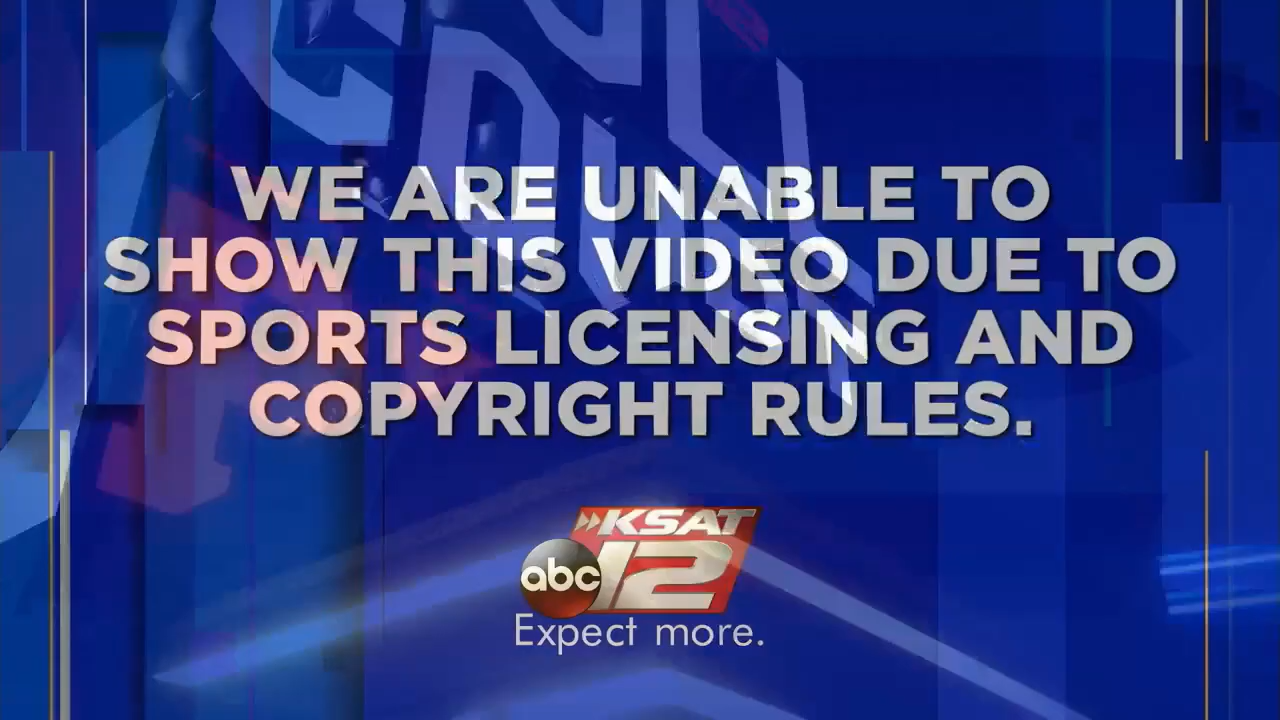 WE ARE UNABLE TO
SHOW THIS VIDEO DUE TO
SPORTS LICENSING AND
COPYRIGHT RULES.
KSAT
abc 12
Expect more.